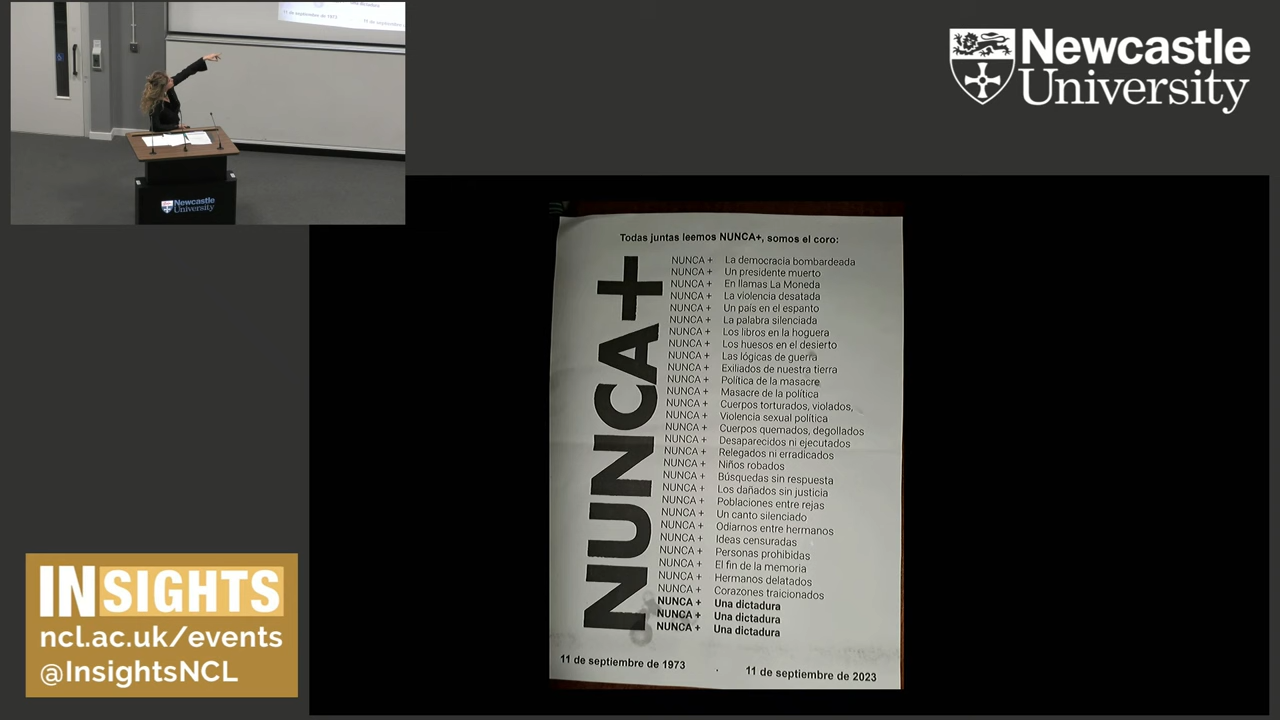 11 de septiembre de 1973
11 de septiembre
Newcastle
University
Newcastle
University
Todas juntas leemos NUNCA+, somos el coro:
NUNCA+
NUNCA + La democracia bombardeada
NUNCA + Un presidente muerto
NUNCA + En llamas La Moneda
NUNCA + La violencia desatada
NUNCA + Un país en el espanto
NUNCA + La palabra silenciada
NUNCA + Los libros en la hoguera
NUNCA + Los huesos en el desierto
NUNCA + Las lógicas de guerra
NUNCA + Exiliados de nuestra tierra
NUNCA + Política de la masacre
NUNCA + Masacre de la política
NUNCA + Cuerpos torturados, violados,
NUNCA + Violencia sexual política
NUNCA + Cuerpos quemados, degollados
NUNCA + Desaparecidos ni ejecutados
NUNCA + Relegados ni erradicados
NUNCA + Niños robados
NUNCA + Búsquedas sin respuesta
NUNCA + Los dañados sin justicia
NUNCA + Poblaciones entre rejas
NUNCA + Un canto silenciado
NUNCA + Odiarnos entre hermanos
NUNCA + Ideas censuradas
NUNCA + Personas prohibidas
NUNCA + El fin de la memoria
NUNCA + Hermanos delatados
NUNCA + Corazones traicionados
NUNCA + Una dictadura
NUNCA + Una dictadura
NUNCA + Una dictadura
11 de septiembre de 1973 . 11 de septiembre de 2023
INSIGHTS
ncl.ac.uk/events
@InsightsNCL